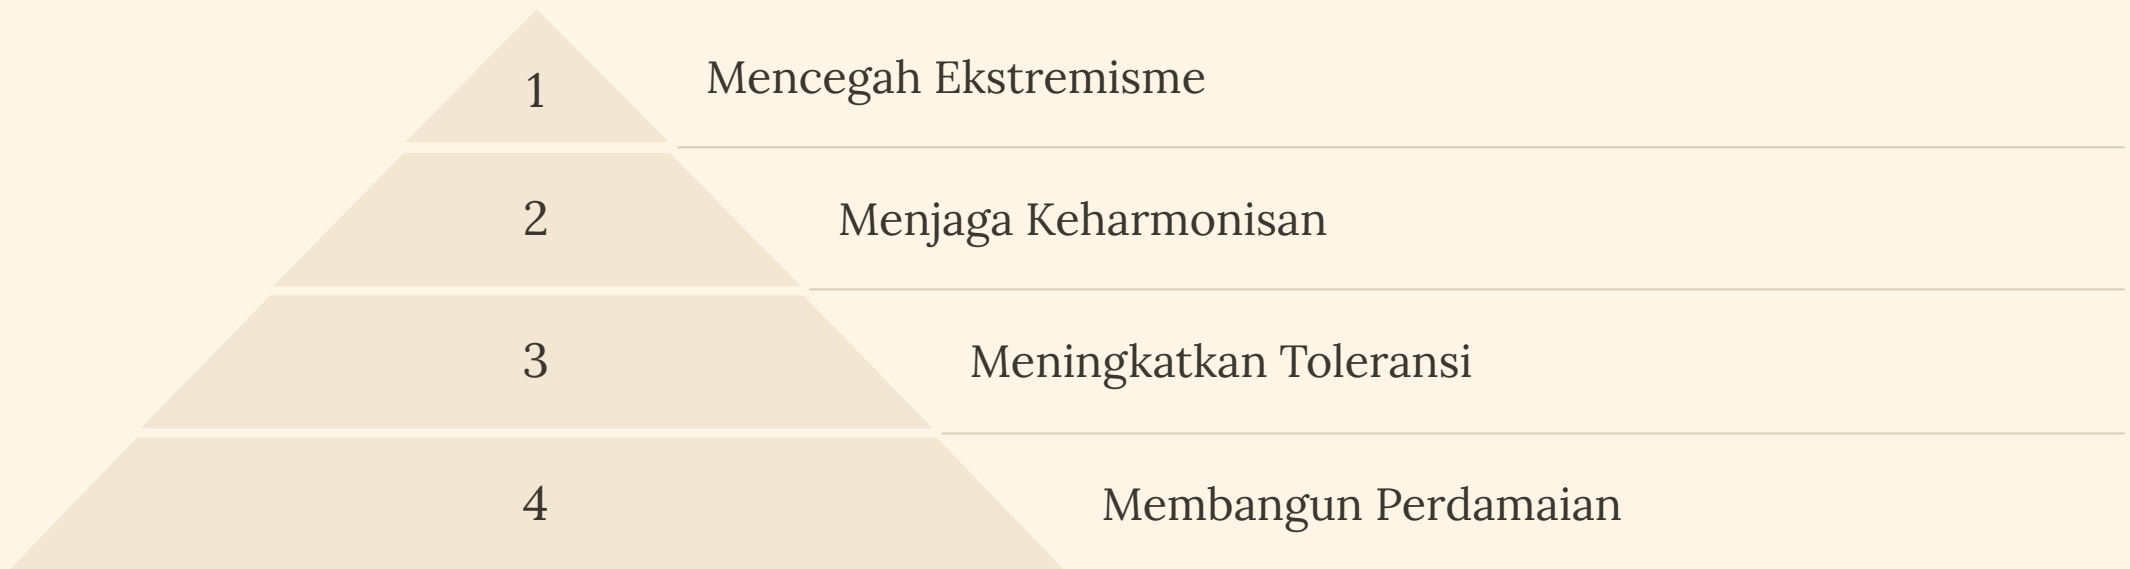 1
Mencegah Ekstremisme
2
Menjaga Keharmonisan
3
Meningkatkan Toleransi
4
Membangun Perdamaian